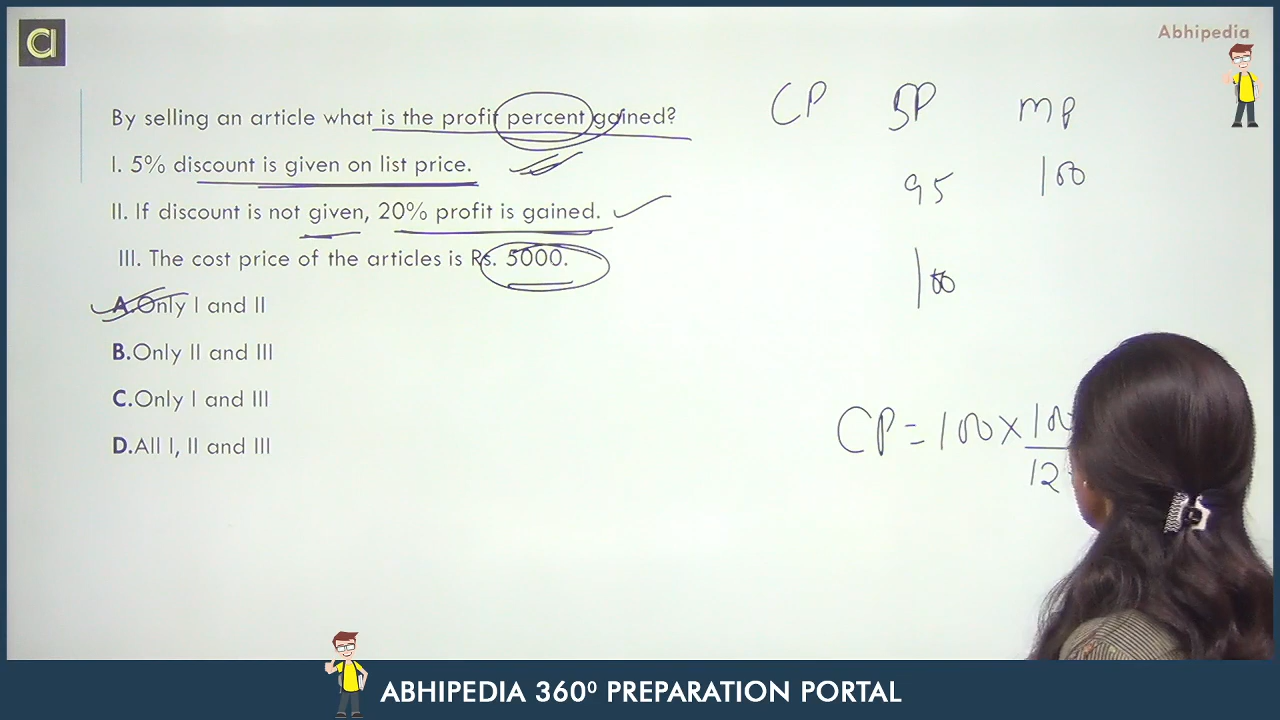 Abhipedia
By selling an article what is the profit percent gained?
I. 5% discount is given on list price.
II. If discount is not given, 20% profit is gained.
III. The cost price of the articles is Rs. 5000.
A.Only I and II
B.Only II and III
C.Only I and III
D.All I, II and III
CP SP MP
95 100
100
CP = 100 × 100
12
ABHIPEDIA 360⁰ PREPARATION PORTAL